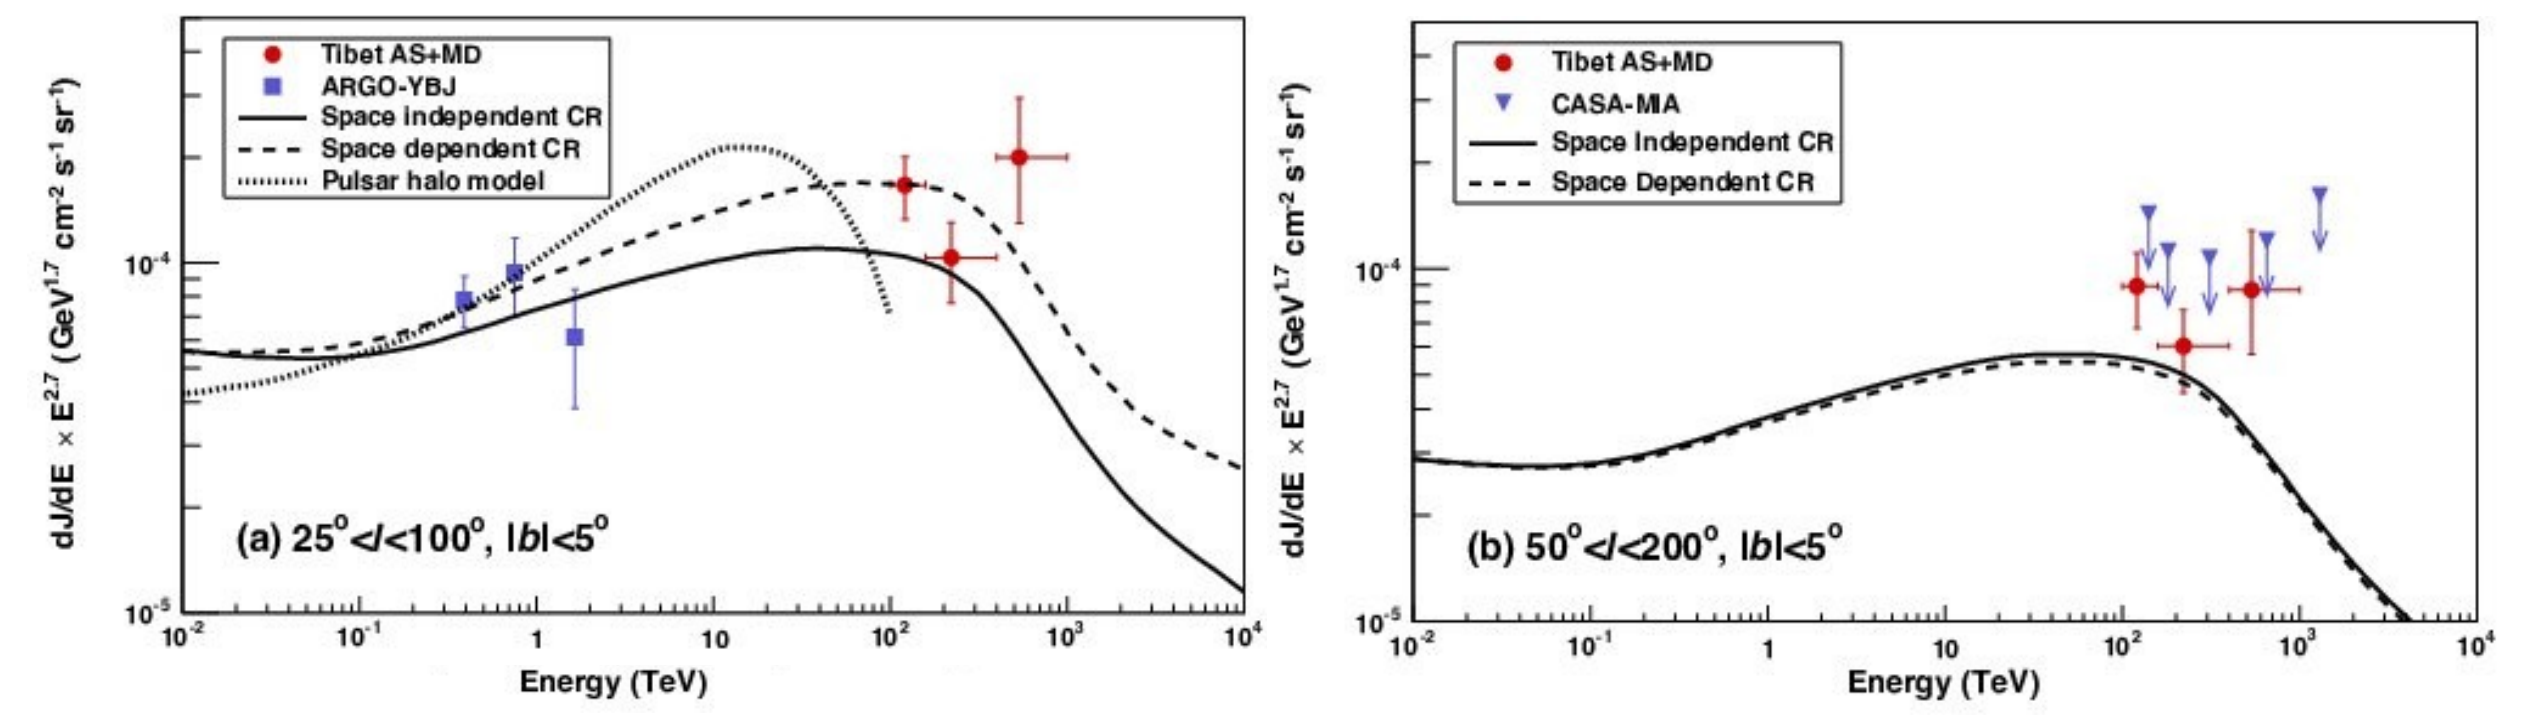 dJ/dE × E^2.7 (GeV^1.7 cm^-2 s^-1 sr^-1)
Tibet AS+MD
ARGO-YBJ
Space independent CR
Space dependent CR
Pulsar halo model
10^-4
10^-5
(a) 25°<l<100°, |b|<5°
10^-2 10^-1 1 10 10^2 10^3 10^4
Energy (TeV)
dJ/dE × E^2.7 (GeV^1.7 cm^-2 s^-1 sr^-1)
Tibet AS+MD
CASA-MIA
Space Independent CR
Space Dependent CR
10^-4
10^-5
(b) 50°<l<200°, |b|<5°
10^-2 10^-1 1 10 10^2 10^3 10^4
Energy (TeV)